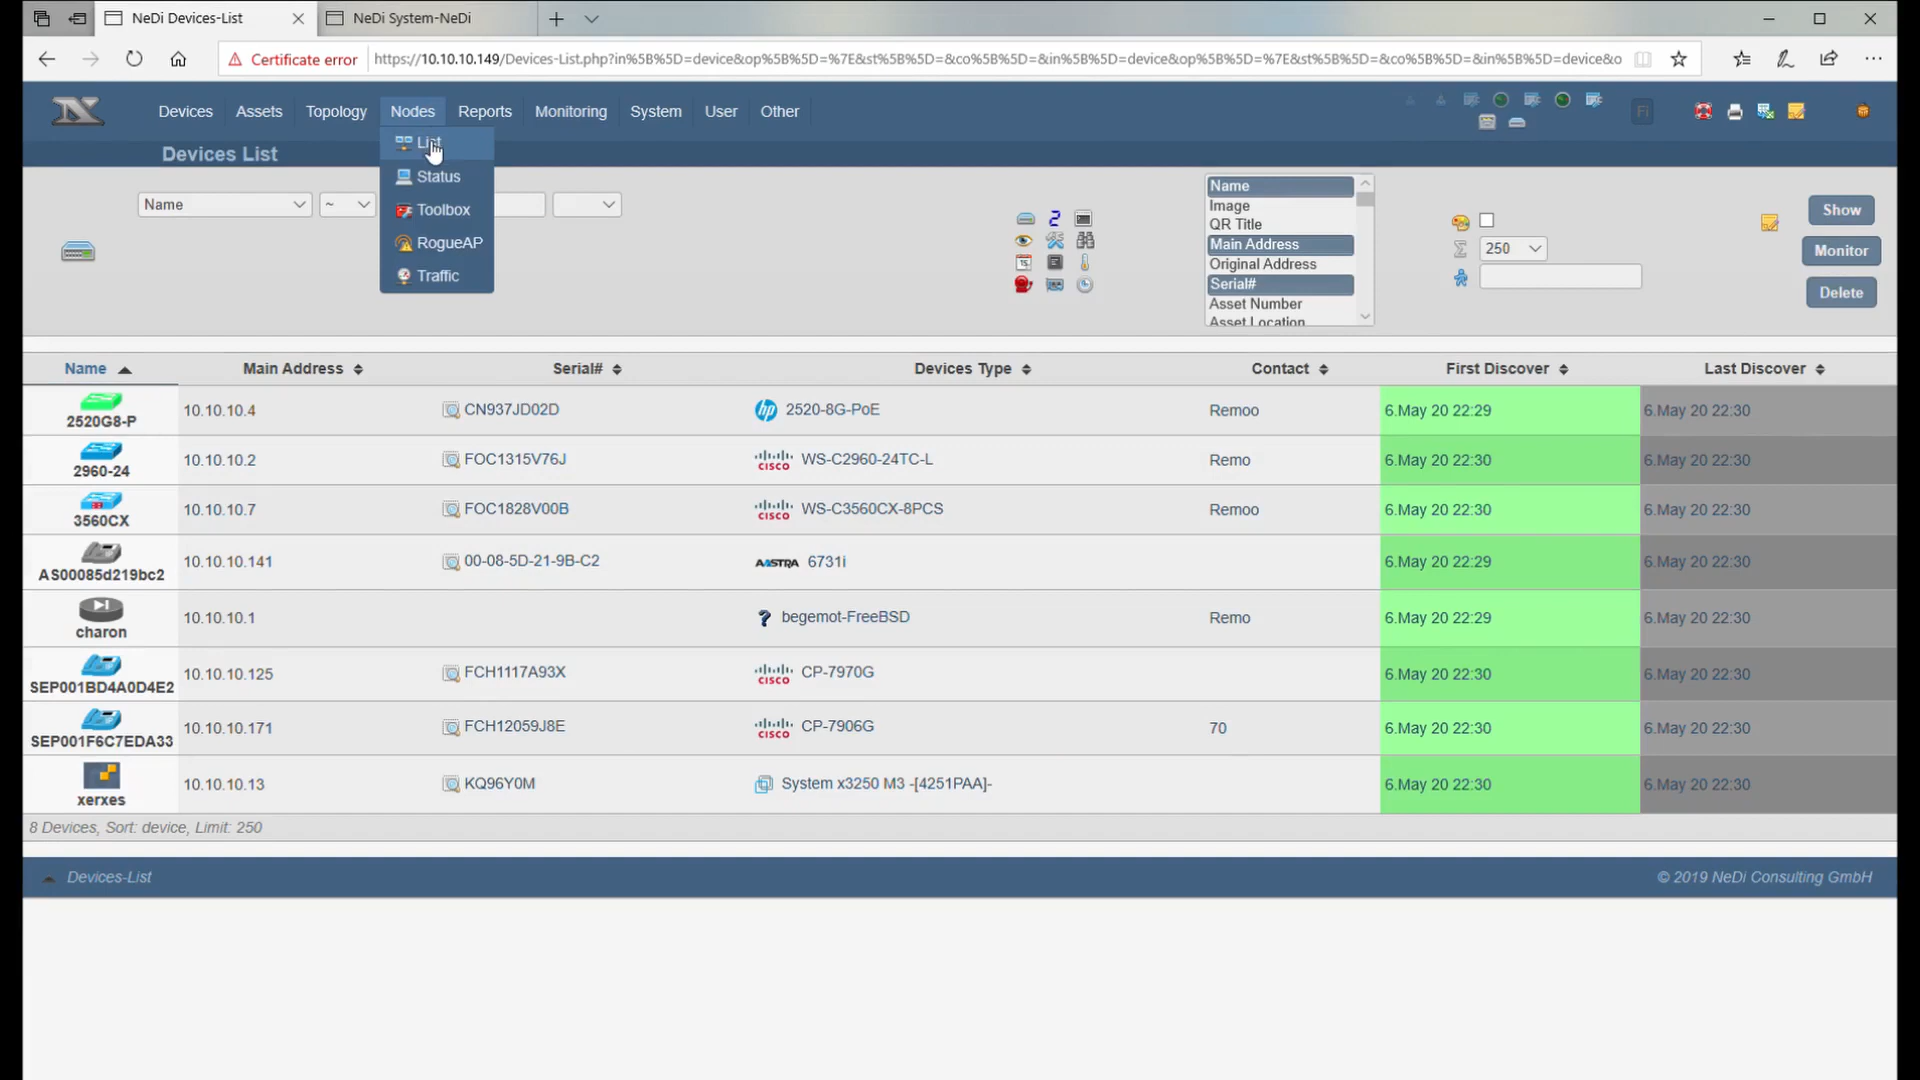 NeDi Devices-List
NeDi System-NeDi
Certificate error
https://10.10.10.149/Devices-List.php?in%5B%5D=device&op%5B%5D=%7E&st%5B%5D=&co%5B%5D=&in%5B%5D=device&op%5B%5D=%7E&st%5B%5D=&co%5B%5D=&in%5B%5D=device&o
Devices Assets Topology Nodes Reports Monitoring System User Other
Devices List
List
Status
Toolbox
RogueAP
Traffic
Name ~
Name
Image
QR Title
Main Address
Original Address
Serial#
Asset Number
Asset Location
250
Show
Monitor
Delete
Name Main Address Serial# Devices Type Contact First Discover Last Discover
2520G8-P 10.10.10.4 CN937JD02D hp 2520-8G-PoE Remoo 6.May 20 22:29 6.May 20 22:30
2960-24 10.10.10.2 FOC1315V76J CISCO WS-C2960-24TC-L Remo 6.May 20 22:30 6.May 20 22:30
3560CX 10.10.10.7 FOC1828V00B CISCO WS-C3560CX-8PCS Remoo 6.May 20 22:30 6.May 20 22:30
AS00085d219bc2 10.10.10.141 00-08-5D-21-9B-C2 AASTRA 6731i 6.May 20 22:29 6.May 20 22:30
charon 10.10.10.1 ? begemot-FreeBSD Remo 6.May 20 22:29 6.May 20 22:30
SEP001BD4A0D4E2 10.10.10.125 FCH1117A93X CISCO CP-7970G 6.May 20 22:30 6.May 20 22:30
SEP001F6C7EDA33 10.10.10.171 FCH12059J8E CISCO CP-7906G 70 6.May 20 22:30 6.May 20 22:30
xerxes 10.10.10.13 KQ96Y0M System x3250 M3 -[4251PAA]- 6.May 20 22:30 6.May 20 22:30
8 Devices, Sort: device, Limit: 250
Devices-List
© 2019 NeDi Consulting GmbH